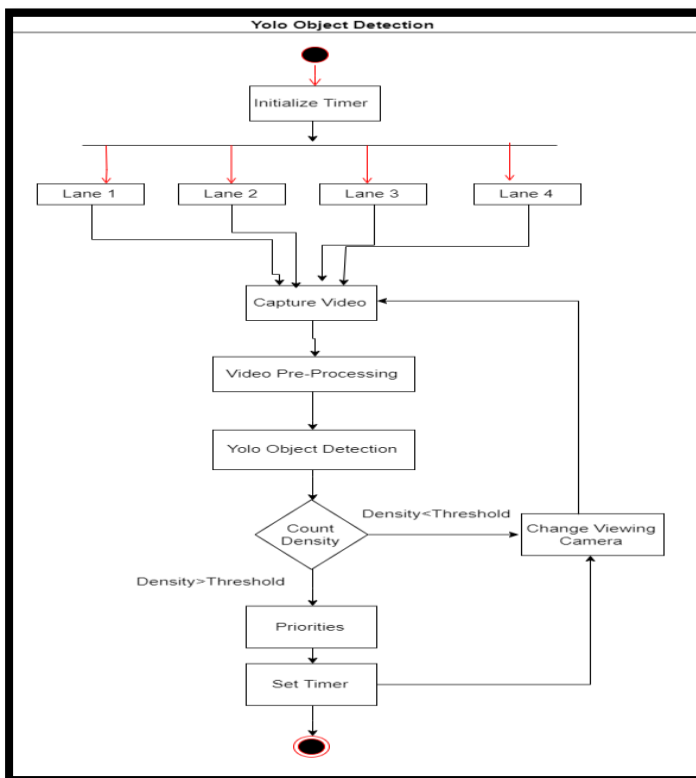 Yolo Object Detection
Initialize Timer
Lane 1
Lane 2
Lane 3
Lane 4
Capture Video
Video Pre-Processing
Yolo Object Detection
Density<Threshold
Count
Density
Change Viewing
Camera
Density>Threshold
Priorities
Set Timer